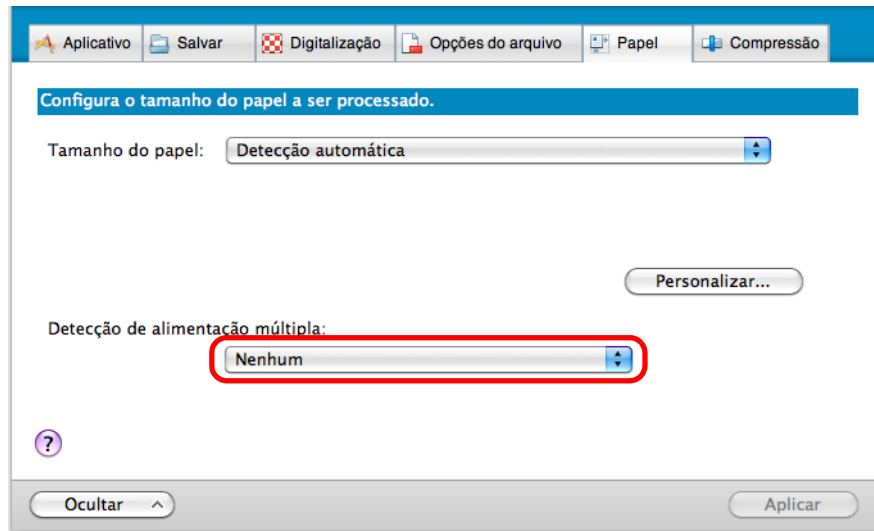 Aplicativo Salvar Digitalização Opções do arquivo Papel Compressão
Configura o tamanho do papel a ser processado.
Tamanho do papel: Detecção automática
Personalizar...
Detecção de alimentação múltipla:
Nenhum
?
Ocultar Aplicar